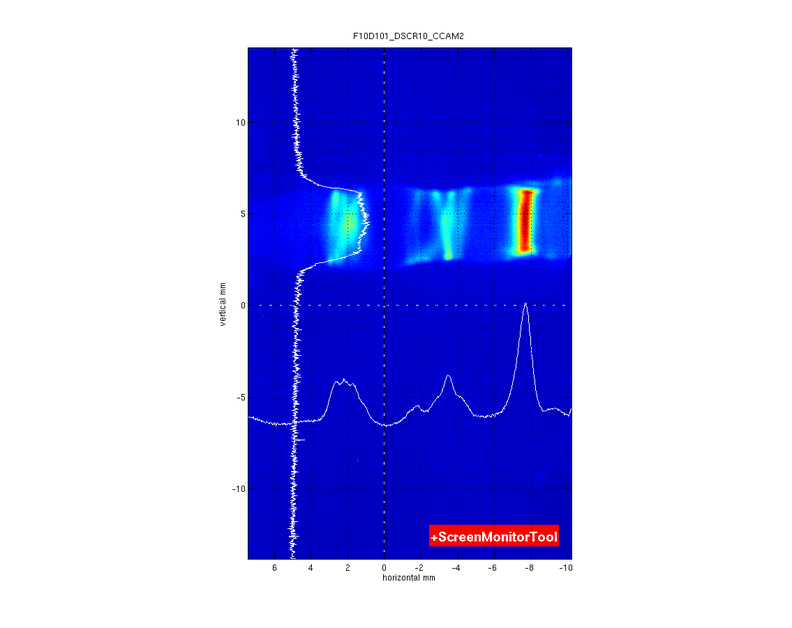 F10D101_DSCR10_CCAM2
10
5
0
-5
-10
vertical mm
+ScreenMonitorTool
6 4 2 0 -2 -4 -6 -8 -10
horizontal mm